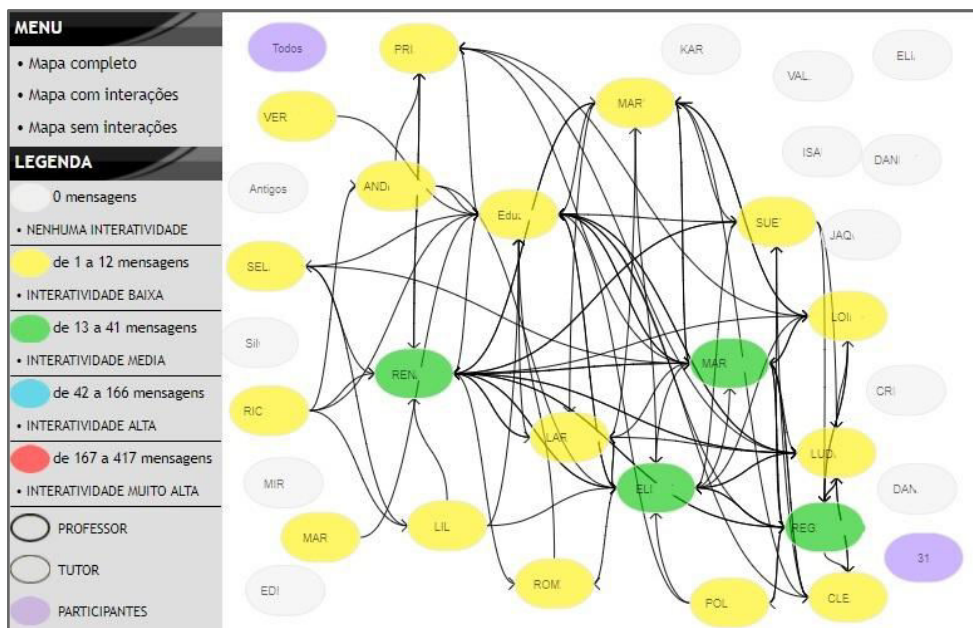 MENU
• Mapa completo
• Mapa com interações
• Mapa sem interações
LEGENDA
0 mensagens
• NENHUMA INTERATIVIDADE
de 1 a 12 mensagens
• INTERATIVIDADE BAIXA
de 13 a 41 mensagens
• INTERATIVIDADE MEDIA
de 42 a 166 mensagens
• INTERATIVIDADE ALTA
de 167 a 417 mensagens
• INTERATIVIDADE MUITO ALTA
PROFESSOR
TUTOR
PARTICIPANTES
Todos
PRI
KAR
ELI
VAL
MAR
VER
ISA
DANI
Antigos
AND
Edu
SUE
JAQ
SEL
LOI
Sil
REN
MAR
CRI
RIC
LAR
LUD
MIR
ELI
DAN
MAR
LIL
REG
31
EDI
ROM
POL
CLE